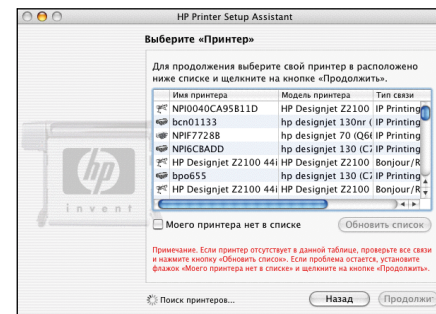 HP Printer Setup Assistant
Выберите «Принтер»
Для продолжения выберите свой принтер в расположено
ниже списке и щелкните на кнопке «Продолжить».
Имя принтера Модель принтера Тип связи
NPI0040CA95B11D HP Designjet Z2100 IP Printing
bcn01133 hp designjet 130nr ( IP Printing
NPIF7728B hp designjet 70 (Q66 IP Printing
NPI6CBADD hp designjet 130 (C7 IP Printing
HP Designjet Z2100 44i HP Designjet Z2100 Bonjour/R
bpo655 hp designjet 130 (C7 IP Printing
HP Designjet Z2100 44i HP Designjet Z2100 Bonjour/R
hp
invent
Моего принтера нет в списке Обновить список
Примечание. Если принтер отсутствует в данной таблице, проверьте все связи
и нажмите кнопку «Обновить список». Если проблема остается, установите
флажок «Моего принтера нет в списке» и щелкните на кнопке «Продолжить».
Поиск принтеров... Назад Продолжи